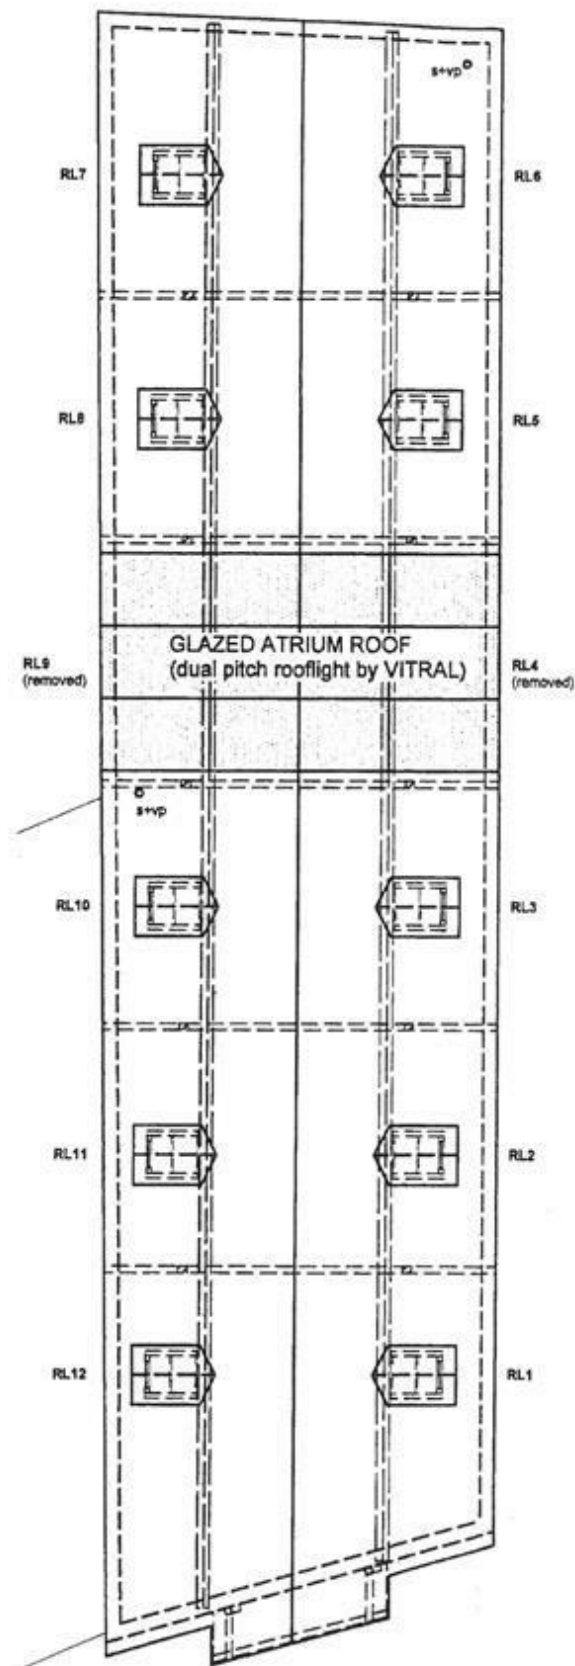 s+vp
RL7
RL6
RL8
RL5
GLAZED ATRIUM ROOF
(dual pitch rooflight by VITRAL)
RL9
(removed)
RL4
(removed)
s+vp
RL10
RL3
RL11
RL2
RL12
RL1